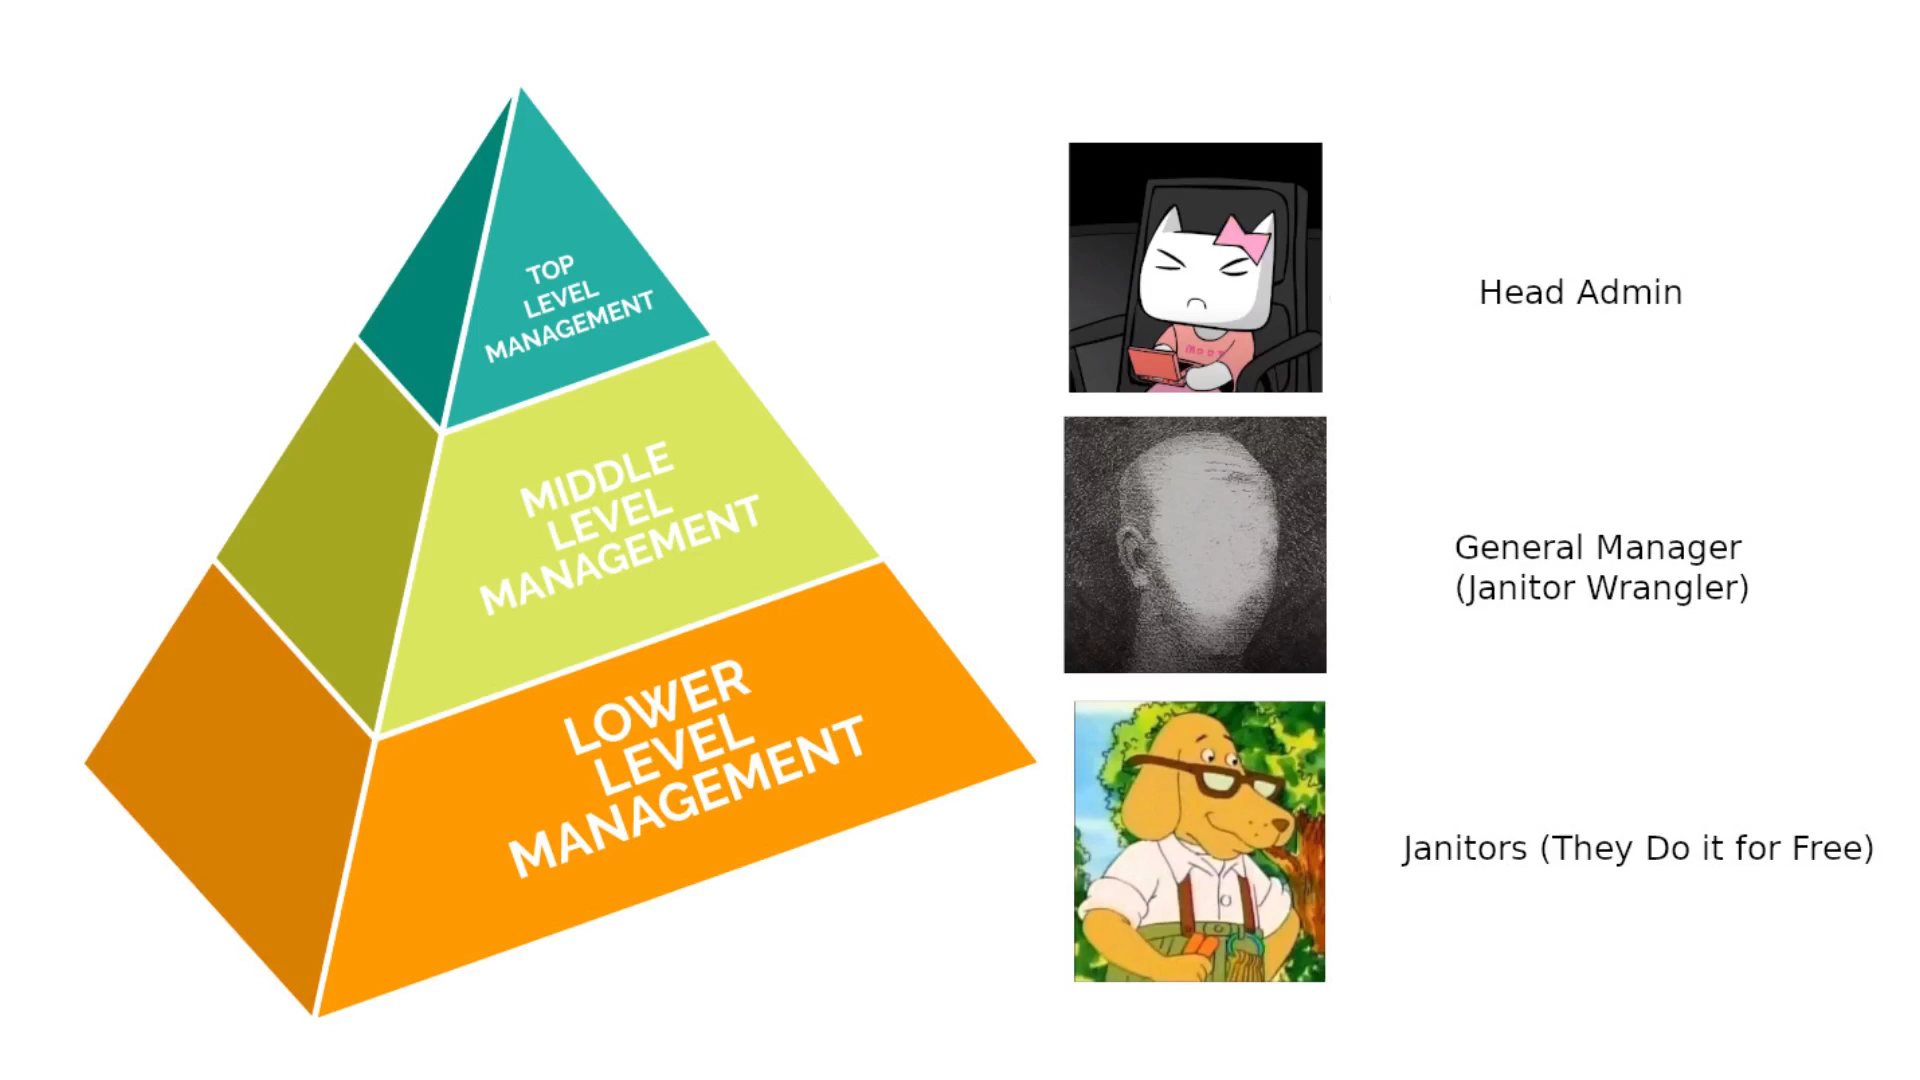 TOP
LEVEL
MANAGEMENT
MIDDLE
LEVEL
MANAGEMENT
LOWER
LEVEL
MANAGEMENT
MOOT
Head Admin
General Manager
(Janitor Wrangler)
Janitors (They Do it for Free)